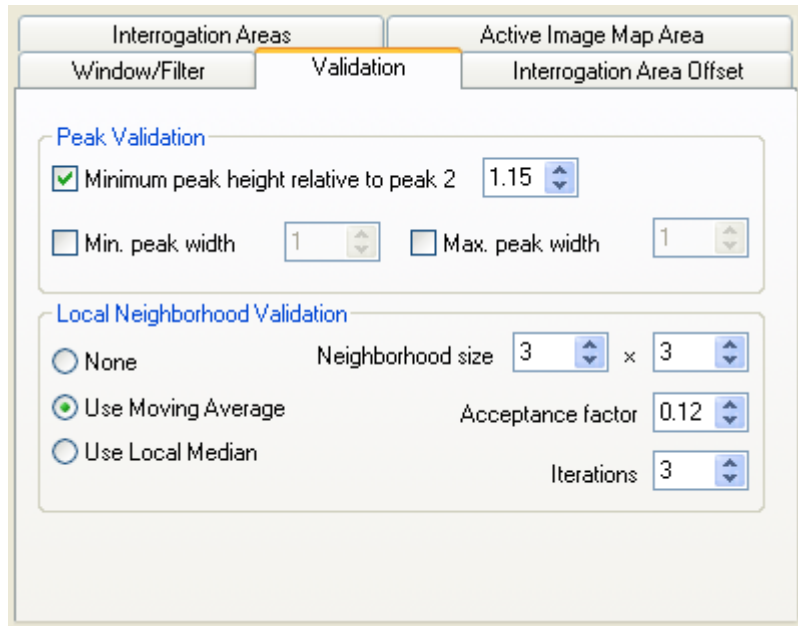 Interrogation Areas
Active Image Map Area
Window/Filter
Validation
Interrogation Area Offset
Peak Validation
Minimum peak height relative to peak 2 1.15
Min. peak width 1 Max. peak width 1
Local Neighborhood Validation
None
Neighborhood size 3 × 3
Use Moving Average
Acceptance factor 0.12
Use Local Median
Iterations 3